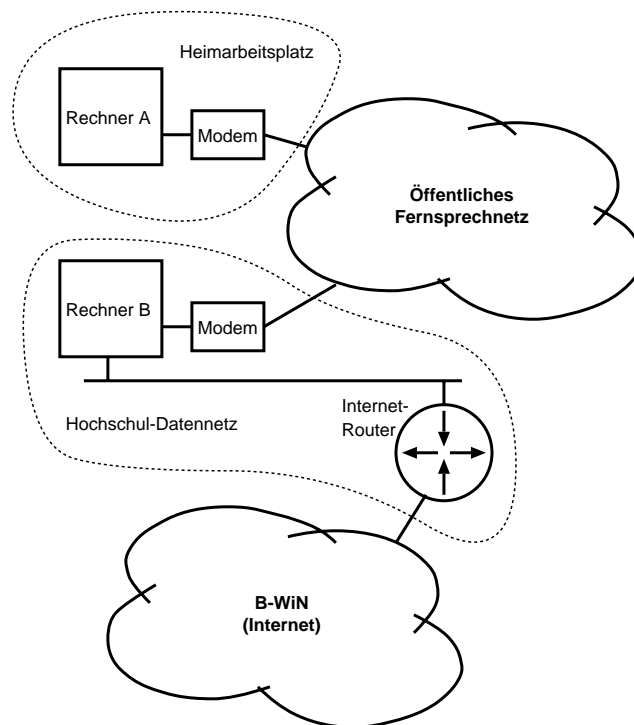 Heimarbeitsplatz
Rechner A
Modem
Öffentliches
Fernsprechnetz
Rechner B
Modem
Hochschul-Datennetz
Internet-
Router
B-WiN
(Internet)